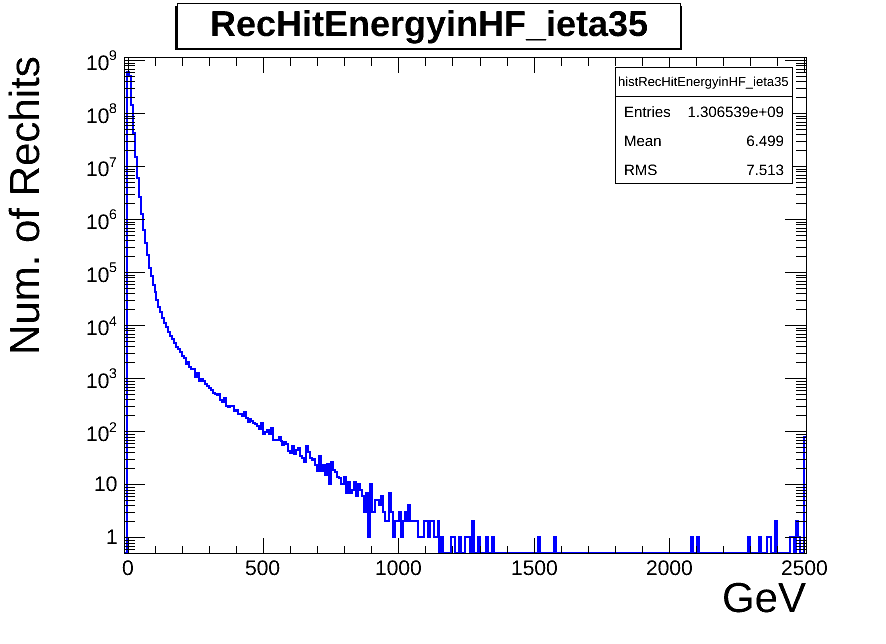 RecHitEnergyinHF_ieta35
histRecHitEnergyinHF_ieta35
Entries 1.306539e+09
Mean 6.499
RMS 7.513
Num. of Rechits
10⁹
10⁸
10⁷
10⁶
10⁵
10⁴
10³
10²
10
1
0 500 1000 1500 2000 2500
GeV